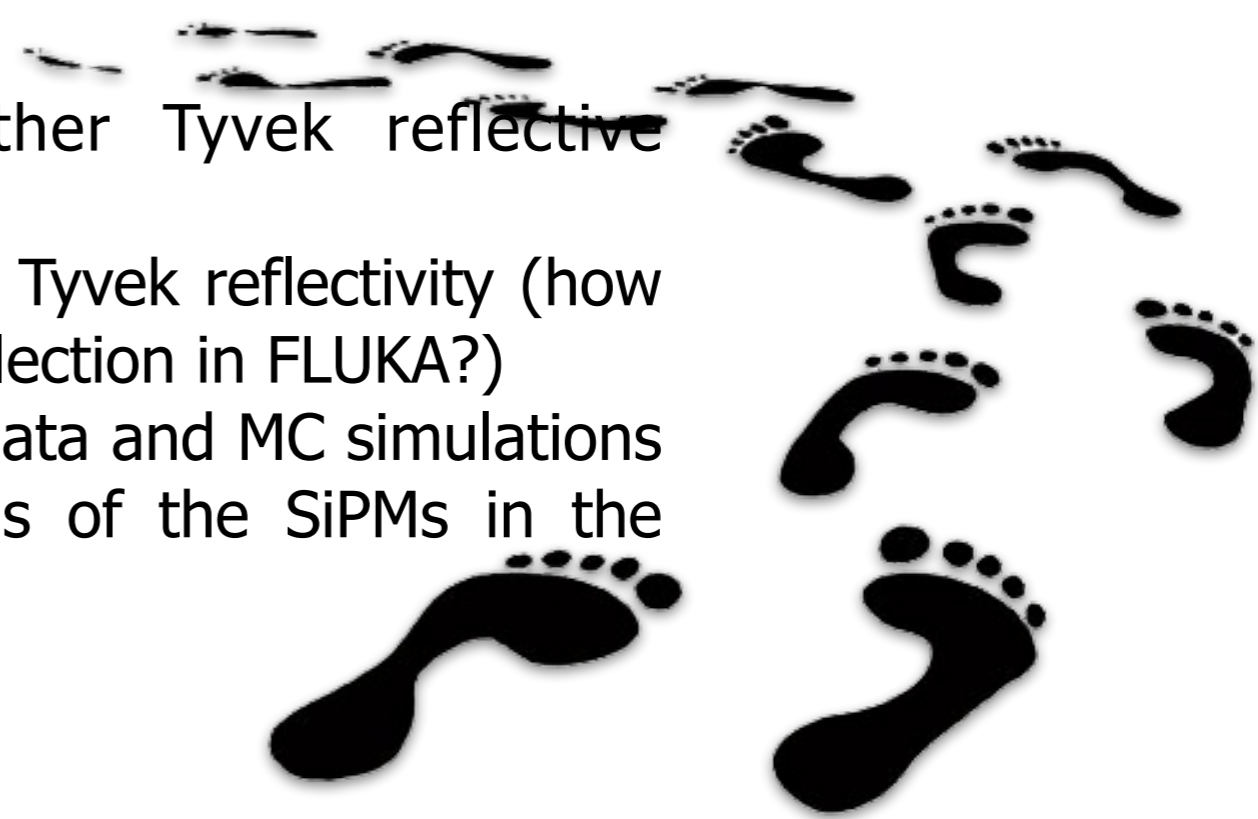 ther Tyvek reflective
Tyvek reflectivity (how
lection in FLUKA?)
ata and MC simulations
s of the SiPMs in the